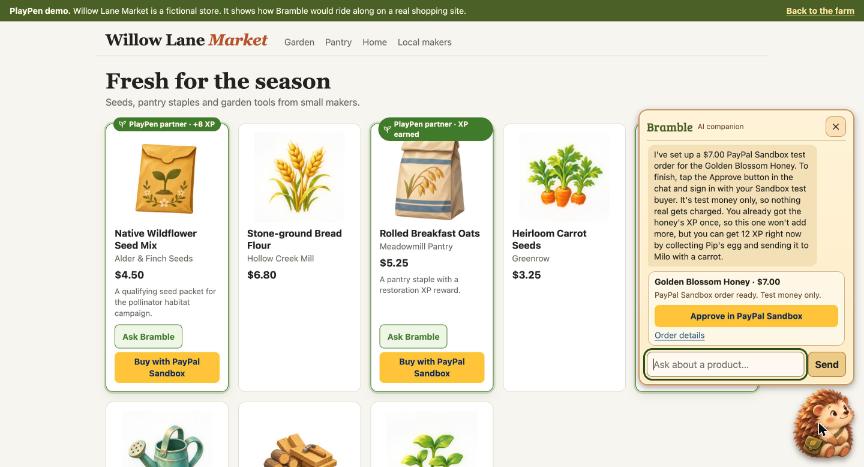 PlayPen demo. Willow Lane Market is a fictional store. It shows how Bramble would ride along on a real shopping site.
Back to the farm
Willow Lane Market
Garden
Pantry
Home
Local makers
Fresh for the season
Seeds, pantry staples and garden tools from small makers.
PlayPen partner · +8 XP
Native Wildflower
Seed Mix
Alder & Finch Seeds
$4.50
A qualifying seed packet for
the pollinator habitat
campaign.
Ask Bramble
Buy with PayPal
Sandbox
Stone-ground Bread
Flour
Hollow Creek Mill
$6.80
PlayPen partner · XP
earned
Rolled Breakfast Oats
Meadowmill Pantry
$5.25
A pantry staple with a
restoration XP reward.
Ask Bramble
Buy with PayPal
Sandbox
Heirloom Carrot
Seeds
Greenrow
$3.25
Bramble
AI companion
✕
I've set up a $7.00 PayPal Sandbox test
order for the Golden Blossom Honey. To
finish, tap the Approve button in the
chat and sign in with your Sandbox test
buyer. It's test money only, so nothing
real gets charged. You already got the
honey's XP once, so this one won't add
more, but you can get 12 XP right now
by collecting Pip's egg and sending it to
Milo with a carrot.
Golden Blossom Honey · $7.00
PayPal Sandbox order ready. Test money only.
Approve in PayPal Sandbox
Order details
Ask about a product...
Send